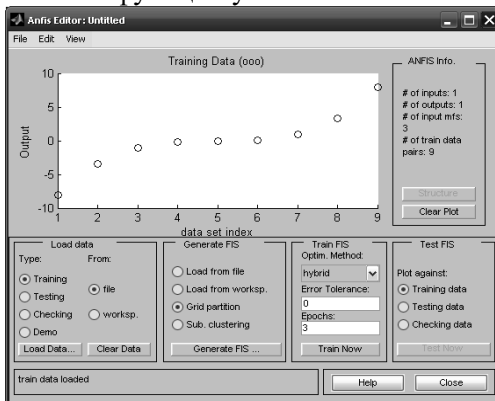 Anfis Editor: Untitled
File Edit View
Training Data (ooo)
10
5
0
-5
-10
Output
1 2 3 4 5 6 7 8 9
data set index
ANFIS Info.
# of inputs: 1
# of outputs: 1
# of input mfs:
3
# of train data
pairs: 9
Structure
Clear Plot
Load data
Type: From:
Training
Testing
Checking
Demo
file
worksp.
Load Data...
Clear Data
Generate FIS
Load from file
Load from worksp.
Grid partition
Sub. clustering
Generate FIS ...
Train FIS
Optim. Method:
hybrid
Error Tolerance:
0
Epochs:
3
Train Now
Test FIS
Plot against:
Training data
Testing data
Checking data
Test Now
train data loaded
Help
Close